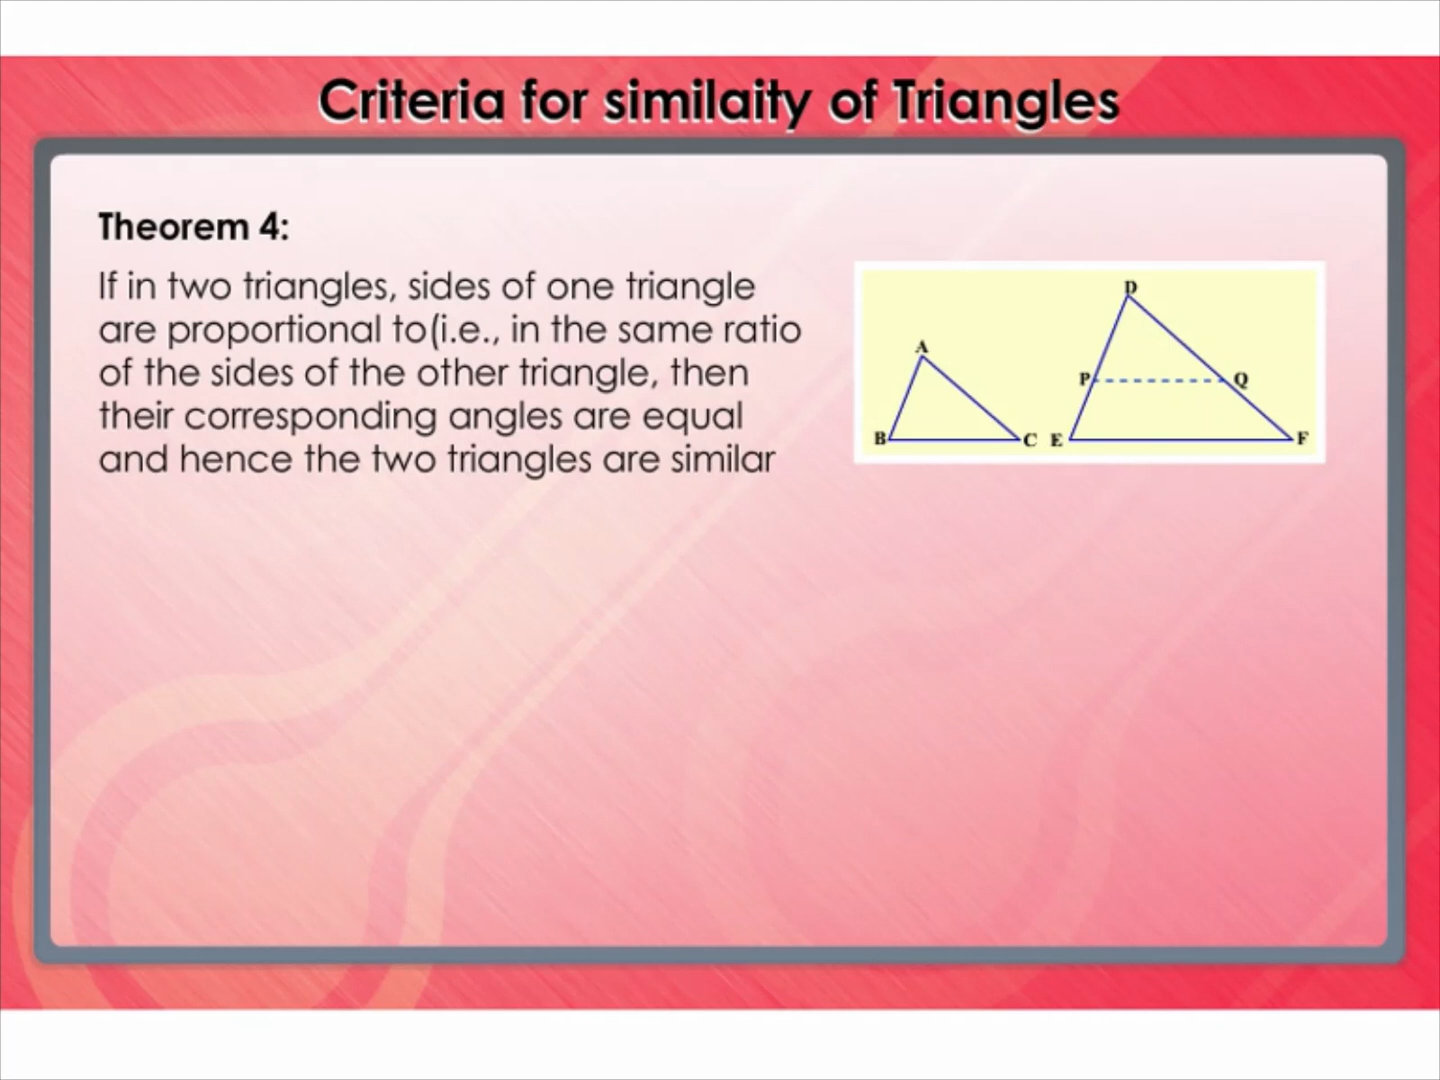 Criteria for similaity of Triangles
Theorem 4:
If in two triangles, sides of one triangle
are proportional to(i.e., in the same ratio
of the sides of the other triangle, then
their corresponding angles are equal
and hence the two triangles are similar
D
A
P Q
B C E F